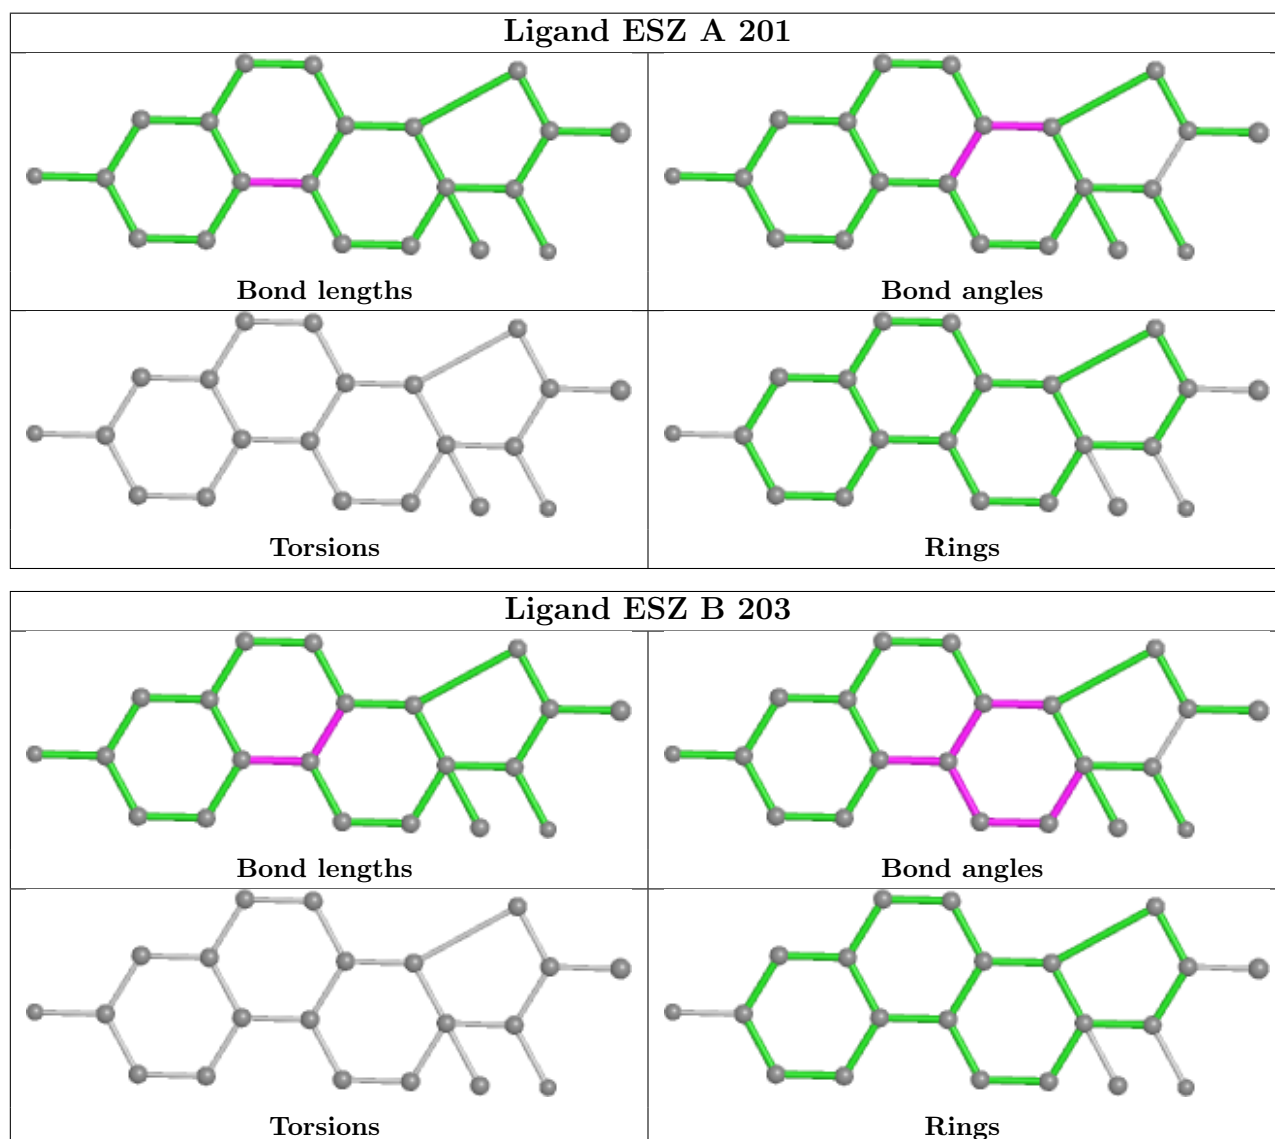 Ligand ESZ A 201
Bond lengths
Bond angles
Torsions
Rings
Ligand ESZ B 203
Bond lengths
Bond angles
Torsions
Rings